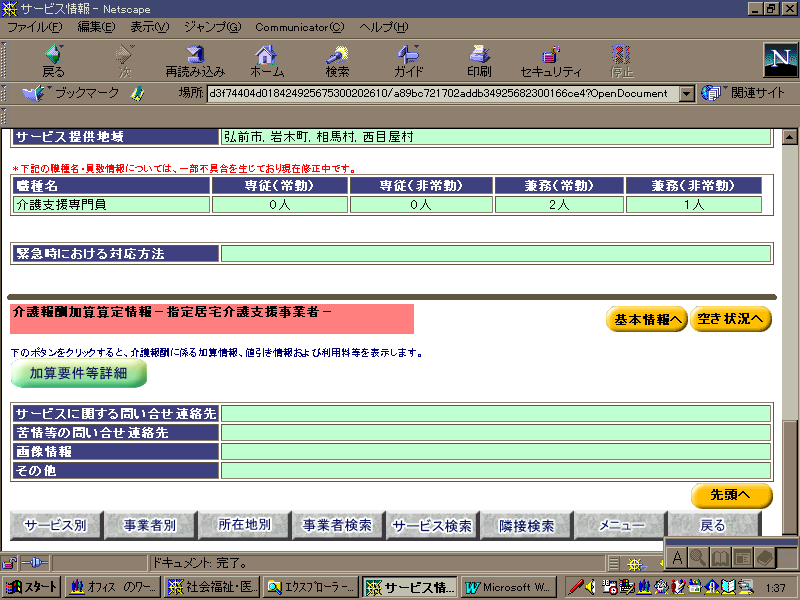 サービス情報 - Netscape
ファイル(F) 編集(E) 表示(V) ジャンプ(G) Communicator(C) ヘルプ(H)
戻る 次 再読み込み ホーム 検索 ガイド 印刷 セキュリティ 停止 N
ブックマーク 場所 d3f74404d018424925675300202610/a89bc721702addb34925682300166ce4?OpenDocument 関連サイト
サービス提供地域 弘前市, 岩木町, 相馬村, 西目屋村
*下記の職種名・員数情報については、一部不具合を生じており現在修正中です。
職種名 専従(常勤) 専従(非常勤) 兼務(常勤) 兼務(非常勤)
介護支援専門員 0人 0人 2人 1人
緊急時における対応方法
介護報酬加算算定情報－指定居宅介護支援事業者－
基本情報へ 空き状況へ
下のボタンをクリックすると、介護報酬に係る加算情報、値引き情報および利用料等を表示します。
加算要件等詳細
サービスに関する問い合せ連絡先
苦情等の問い合せ連絡先
画像情報
その他
先頭へ
サービス別 事業者別 所在地別 事業者検索 サービス検索 隣接検索 メニュー 戻る
ドキュメント: 完了。
A
スタート オフィス のワー... 社会福祉・医... エクスプローラー... サービス情... Microsoft W... 1:37